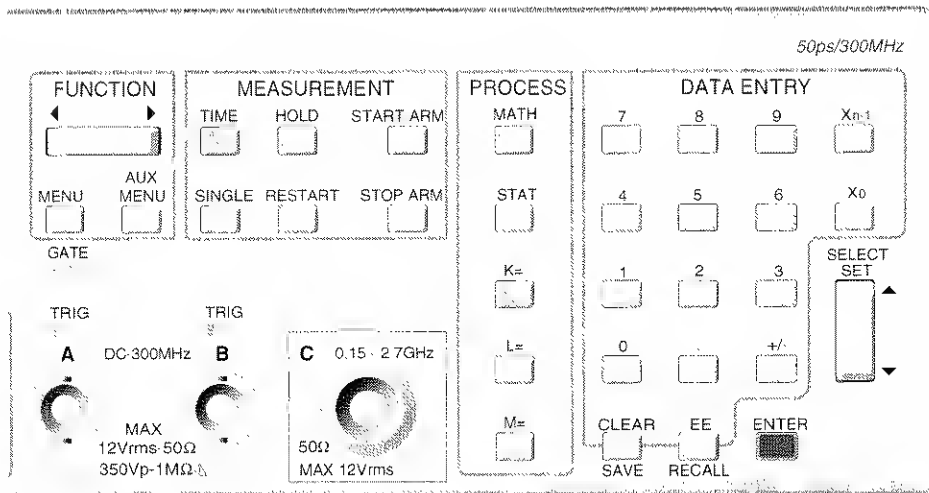 50ps/300MHz
FUNCTION
MEASUREMENT
PROCESS
DATA ENTRY
TIME HOLD START ARM
MATH
7 8 9 Xn-1
MENU
AUX MENU
SINGLE RESTART STOP ARM
STAT
4 5 6 X0
GATE
K=
1 2 3
SELECT
SET
TRIG
TRIG
A DC-300MHz B
C 0.15 - 2.7GHz
L=
0 . +/-
MAX
12Vrms-50Ω
350Vp-1MΩ
50Ω
MAX 12Vrms
M=
CLEAR EE ENTER
SAVE RECALL